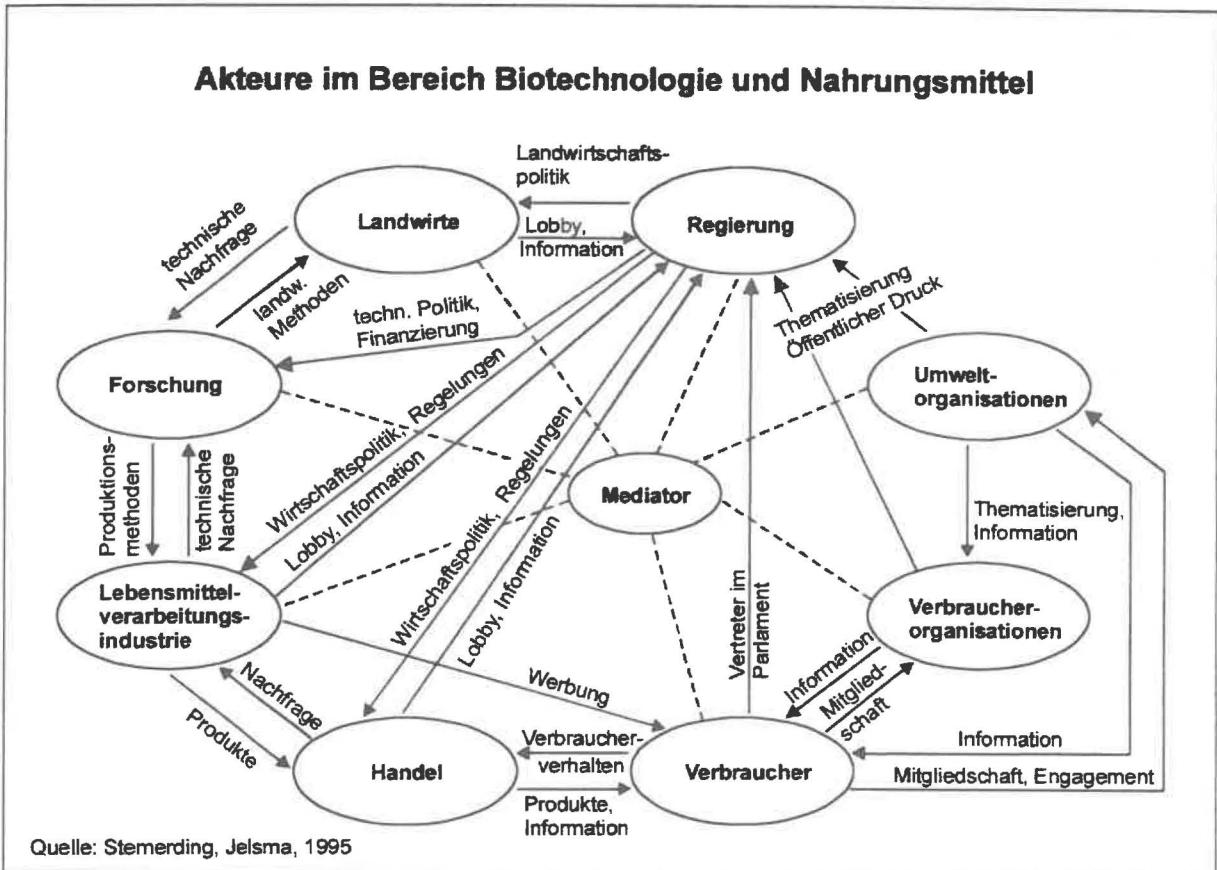 Akteure im Bereich Biotechnologie und Nahrungsmittel
Landwirtschafts-
politik
Landwirte
Regierung
Lobby,
Information
technische
Nachfrage
landw.
Methoden
techn. Politik,
Finanzierung
Thematisierung
Öffentlicher Druck
Forschung
Umwelt-
organisationen
Wirtschaftspolitik, Regelungen
Lobby, Information
Wirtschaftspolitik, Regelungen
Lobby, Information
Produktions-
methoden
technische
Nachfrage
Mediator
Thematisierung,
Information
Lebensmittel-
verarbeitungs-
industrie
Verbraucher-
organisationen
Vertreter im
Parlament
Information
Mitglied-
schaft
Werbung
Nachfrage
Produkte
Handel
Verbraucher-
verhalten
Produkte,
Information
Verbraucher
Information
Mitgliedschaft, Engagement
Quelle: Stemerding, Jelsma, 1995